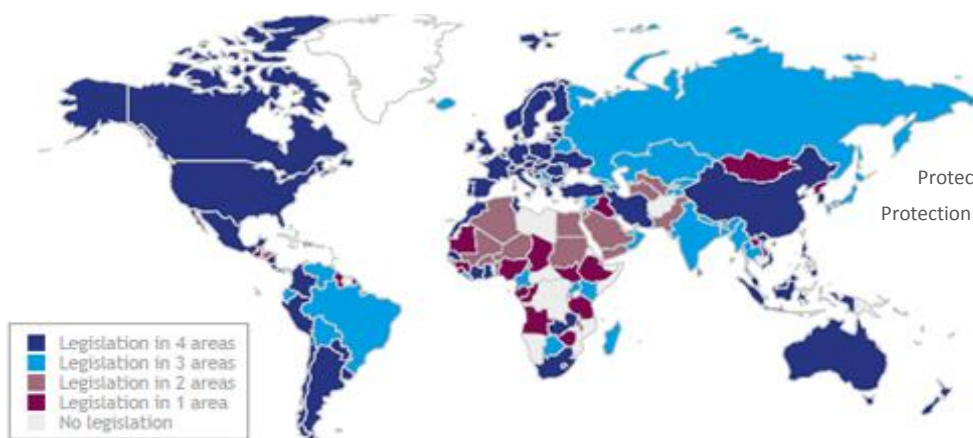 Protec
Protection
Legislation in 4 areas
Legislation in 3 areas
Legislation in 2 areas
Legislation in 1 area
No legislation